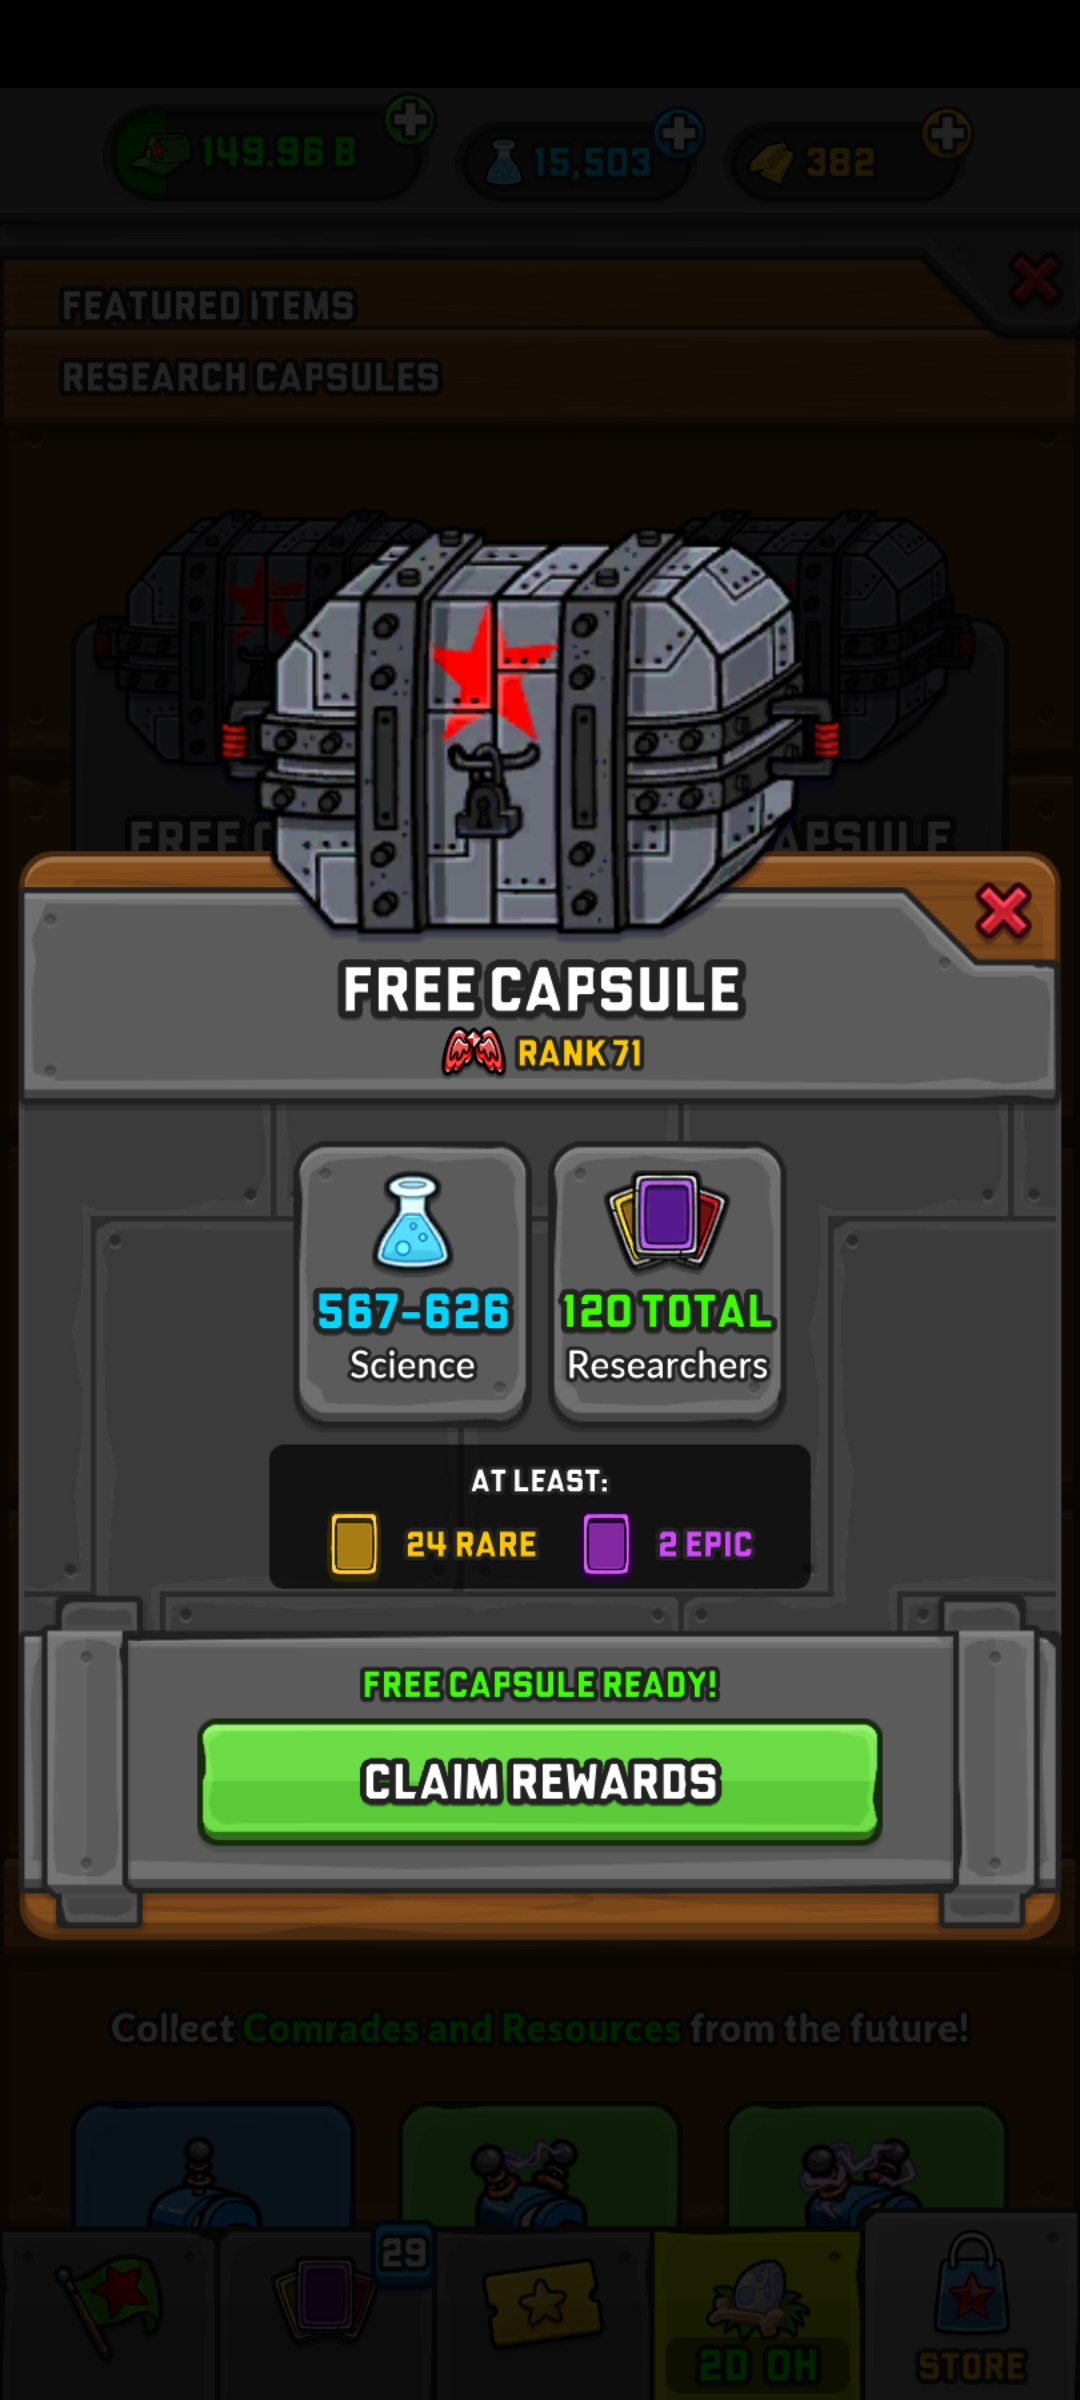 149.96 B
15,503
382
FEATURED ITEMS
RESEARCH CAPSULES
FREE CAPSULE
RANK 71
567-626
Science
120 TOTAL
Researchers
AT LEAST:
24 RARE
2 EPIC
FREE CAPSULE READY!
CLAIM REWARDS
Collect Comrades and Resources from the future!
29
2D 0H
STORE